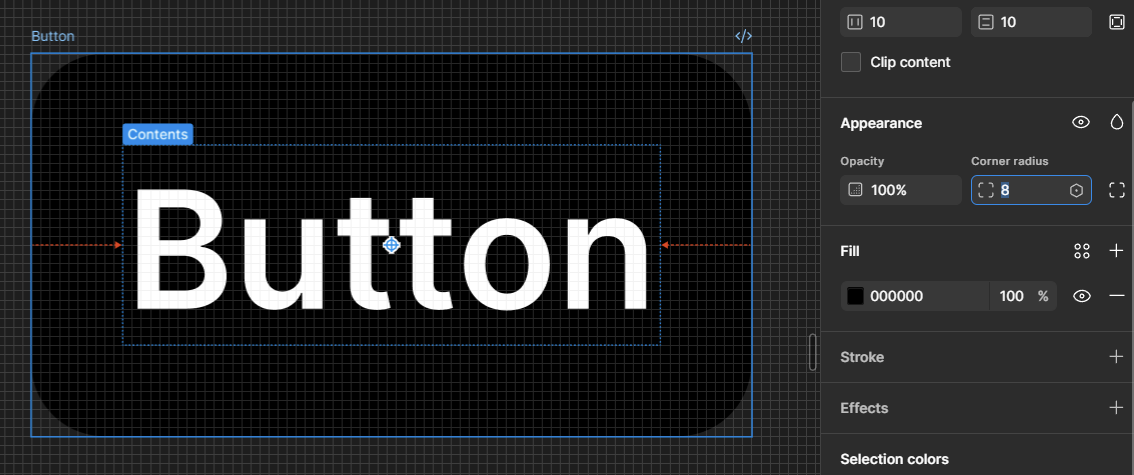 Button
</>
Contents
Button
10
10
Clip content
Appearance
Opacity
Corner radius
100%
8
Fill
000000
100
%
Stroke
Effects
Selection colors